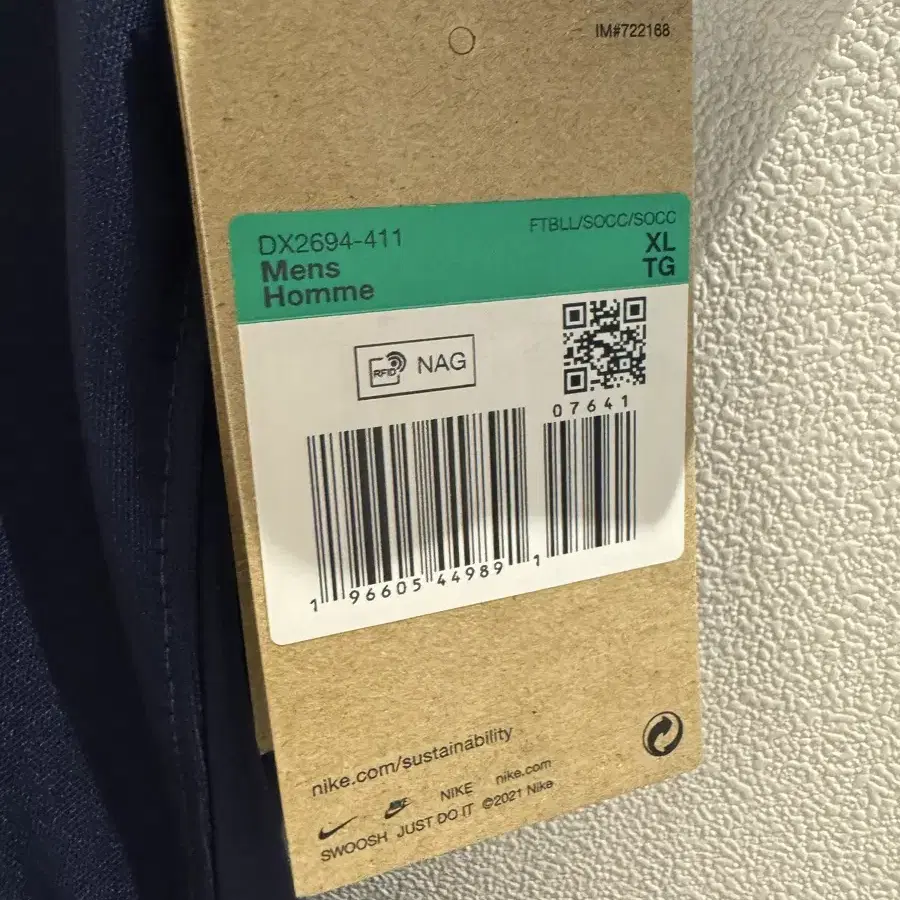 IM#722168
DX2694-411
FTBLL/SOCC/SOCC
Mens
XL
Homme
TG
RFID NAG
07641
1 96605 44989 1
nike.com/sustainability
NIKE nike.com
SWOOSH JUST DO IT ©2021 Nike